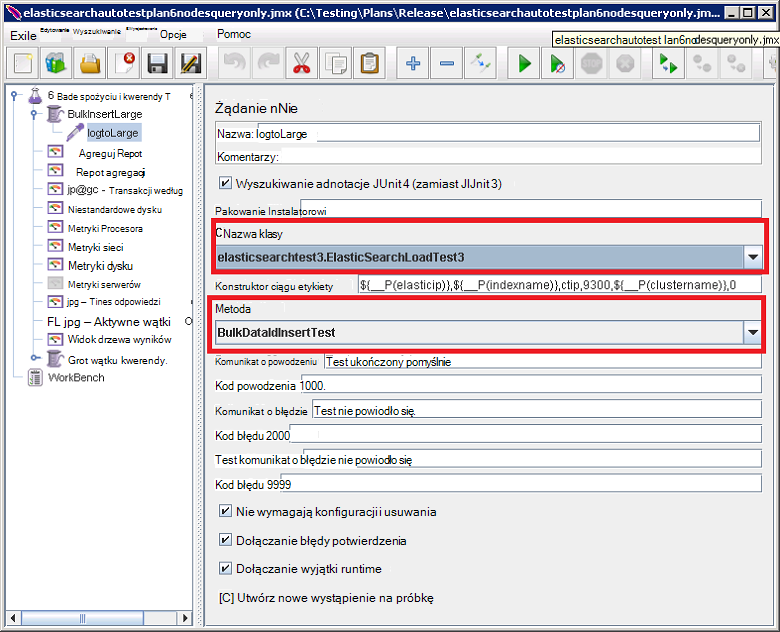 elasticsearchautotestplan6nodesqueryonly.jmx (C:\Testing\Plans\Release\elasticsearchautotestplan6nodesqueryonly.jm...
Exile Edytowanie Wyszukiwanie Opcje Pomoc
elasticsearchautotest lan6nodesqueryonly.jmx
6 Bade spożyciu i kwerendy T
BulkInsertLarge
logtoLarge
Agreguj Repot
Repot agregacji
jp@gc - Transakcji według
Niestandardowe dysku
Metryki Procesora
Metryki sieci
Metryki dysku
Metryki serwerów
jpg – Tines odpowiedzi
FL jpg – Aktywne wątki
Widok drzewa wyników
Grot wątku kwerendy.
WorkBench
Żądanie nNie
Nazwa: logtoLarge
Komentarzy:
Wyszukiwanie adnotacje JUnit 4 (zamiast JlJnit 3)
Pakowanie Instalatorowi
C Nazwa klasy
elasticsearchtest3.ElasticSearchLoadTest3
Konstruktor ciągu etykiety ${__P(elasticip)},${__P(indexname)},ctip,9300,${__P(clustername)},0
Metoda
BulkDataIdInsertTest
Komunikat o powodzeniu Test ukończony pomyślnie
Kod powodzenia 1000.
Komunikat o błędzie Test nie powiodło się.
Kod błędu 2000
Test komunikat o błędzie nie powiodło się
Kod błędu 9999
Nie wymagają konfiguracji i usuwania
Dołączanie błędy potwierdzenia
Dołączanie wyjątki runtime
[C] Utwórz nowe wystąpienie na próbkę